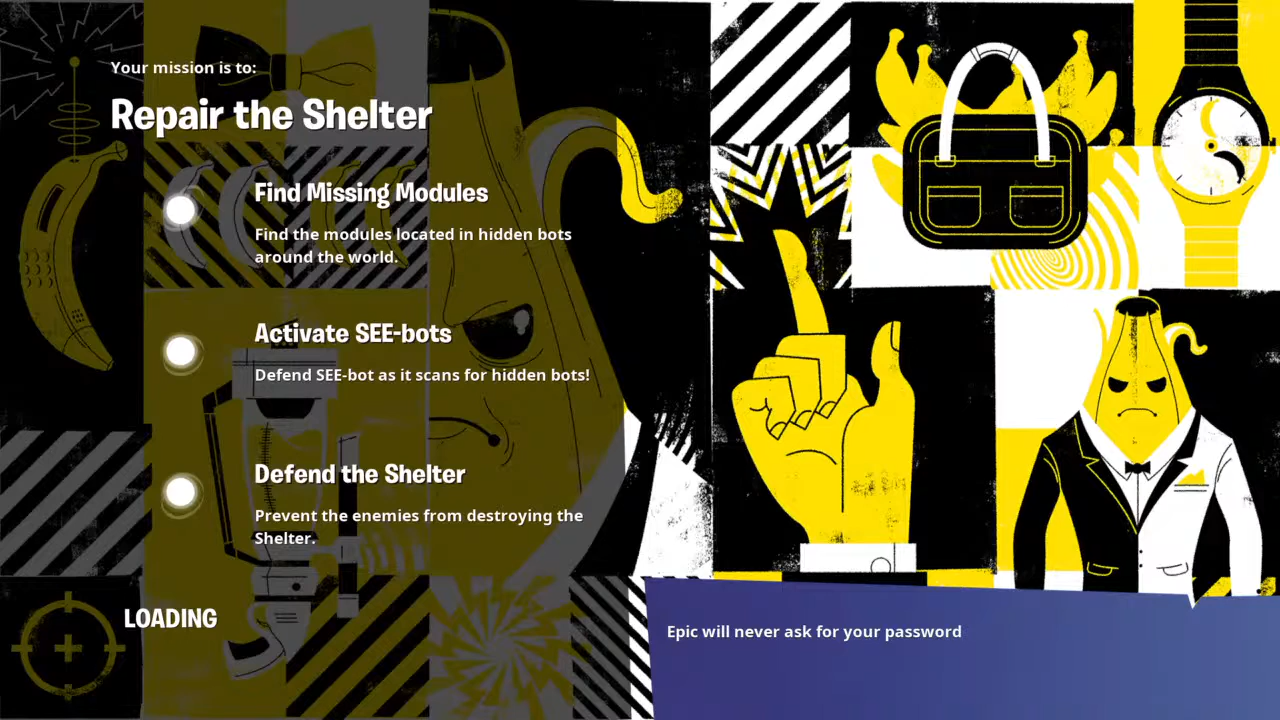 Your mission is to:
Repair the Shelter
Find Missing Modules
Find the modules located in hidden bots
around the world.
Activate SEE-bots
Defend SEE-bot as it scans for hidden bots!
Defend the Shelter
Prevent the enemies from destroying the
Shelter.
LOADING
Epic will never ask for your password